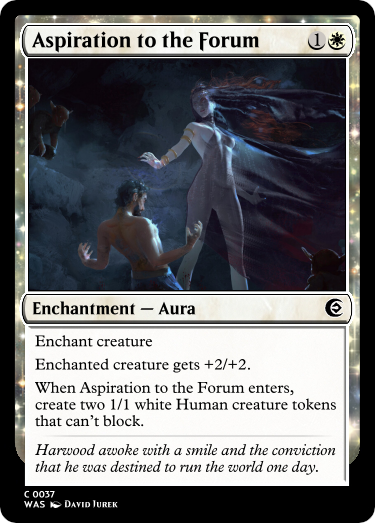 Aspiration to the Forum 1
Enchantment — Aura
Enchant creature
Enchanted creature gets +2/+2.
When Aspiration to the Forum enters,
create two 1/1 white Human creature tokens
that can't block.
Harwood awoke with a smile and the conviction
that he was destined to run the world one day.
C 0037
WAS DAVID JUREK